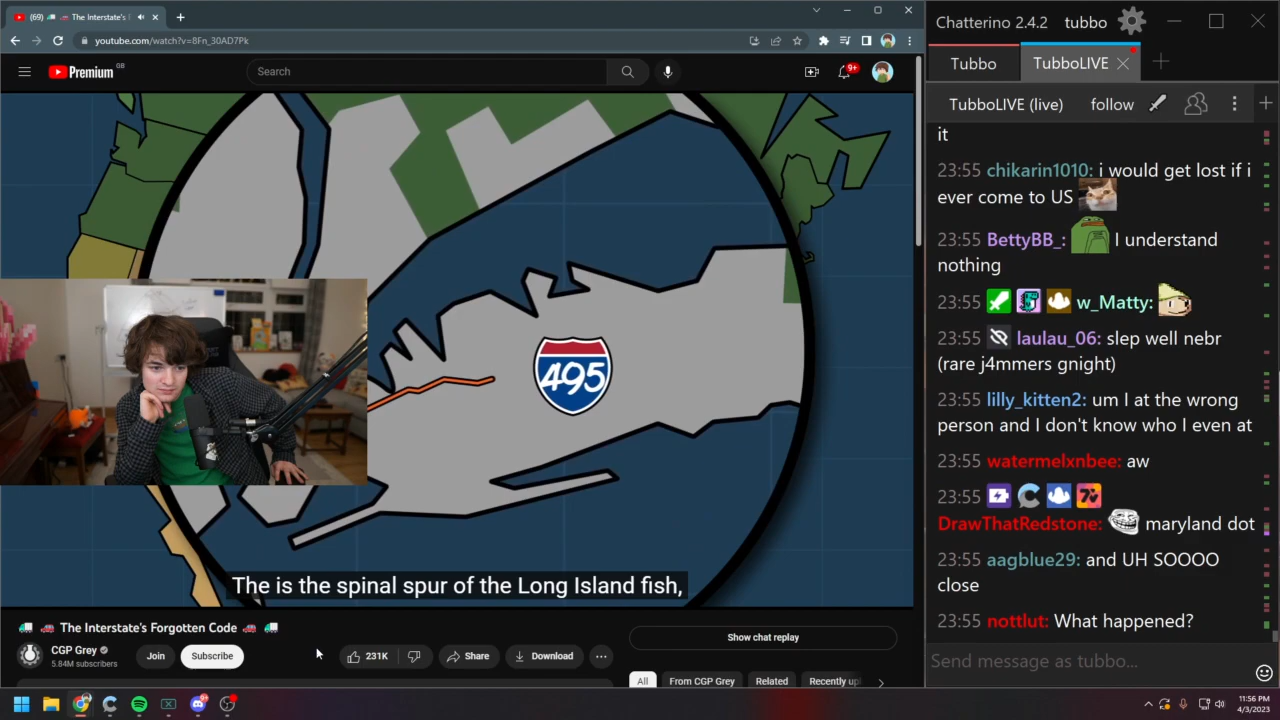 (69) 🚛 🚗 The Interstate's
youtube.com/watch?v=8Fn_30AD7Pk
Premium GB
Search
9+
495
The is the spinal spur of the Long Island fish,
🚛 🚗 The Interstate's Forgotten Code 🚗 🚛
CGP Grey
5.84M subscribers
Join
Subscribe
231K
Share
Download
Show chat replay
All
From CGP Grey
Related
Recently up
Chatterino 2.4.2
tubbo
Tubbo
TubboLIVE
TubboLIVE (live)
follow
it
23:55 chikarin1010: i would get lost if i
ever come to US
23:55 BettyBB_: I understand
nothing
23:55 w_Matty:
23:55 laulau_06: slep well nebr
(rare j4mmers gnight)
23:55 lilly_kitten2: um I at the wrong
person and I don't know who I even at
23:55 watermelxnbee: aw
23:55
DrawThatRedstone: maryland dot
23:55 aagblue29: and UH SOOOO
close
23:55 nottlut: What happened?
Send message as tubbo...
11:56 PM
4/3/2023